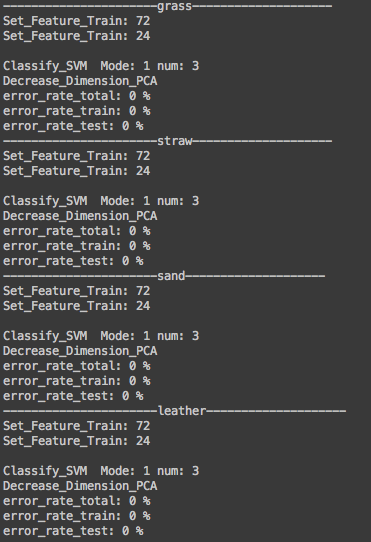 ----------------------grass--------------------
Set_Feature_Train: 72
Set_Feature_Train: 24
Classify_SVM  Mode: 1 num: 3
Decrease_Dimension_PCA
error_rate_total: 0 %
error_rate_train: 0 %
error_rate_test: 0 %
----------------------straw--------------------
Set_Feature_Train: 72
Set_Feature_Train: 24
Classify_SVM  Mode: 1 num: 3
Decrease_Dimension_PCA
error_rate_total: 0 %
error_rate_train: 0 %
error_rate_test: 0 %
----------------------sand--------------------
Set_Feature_Train: 72
Set_Feature_Train: 24
Classify_SVM  Mode: 1 num: 3
Decrease_Dimension_PCA
error_rate_total: 0 %
error_rate_train: 0 %
error_rate_test: 0 %
----------------------leather--------------------
Set_Feature_Train: 72
Set_Feature_Train: 24
Classify_SVM  Mode: 1 num: 3
Decrease_Dimension_PCA
error_rate_total: 0 %
error_rate_train: 0 %
error_rate_test: 0 %